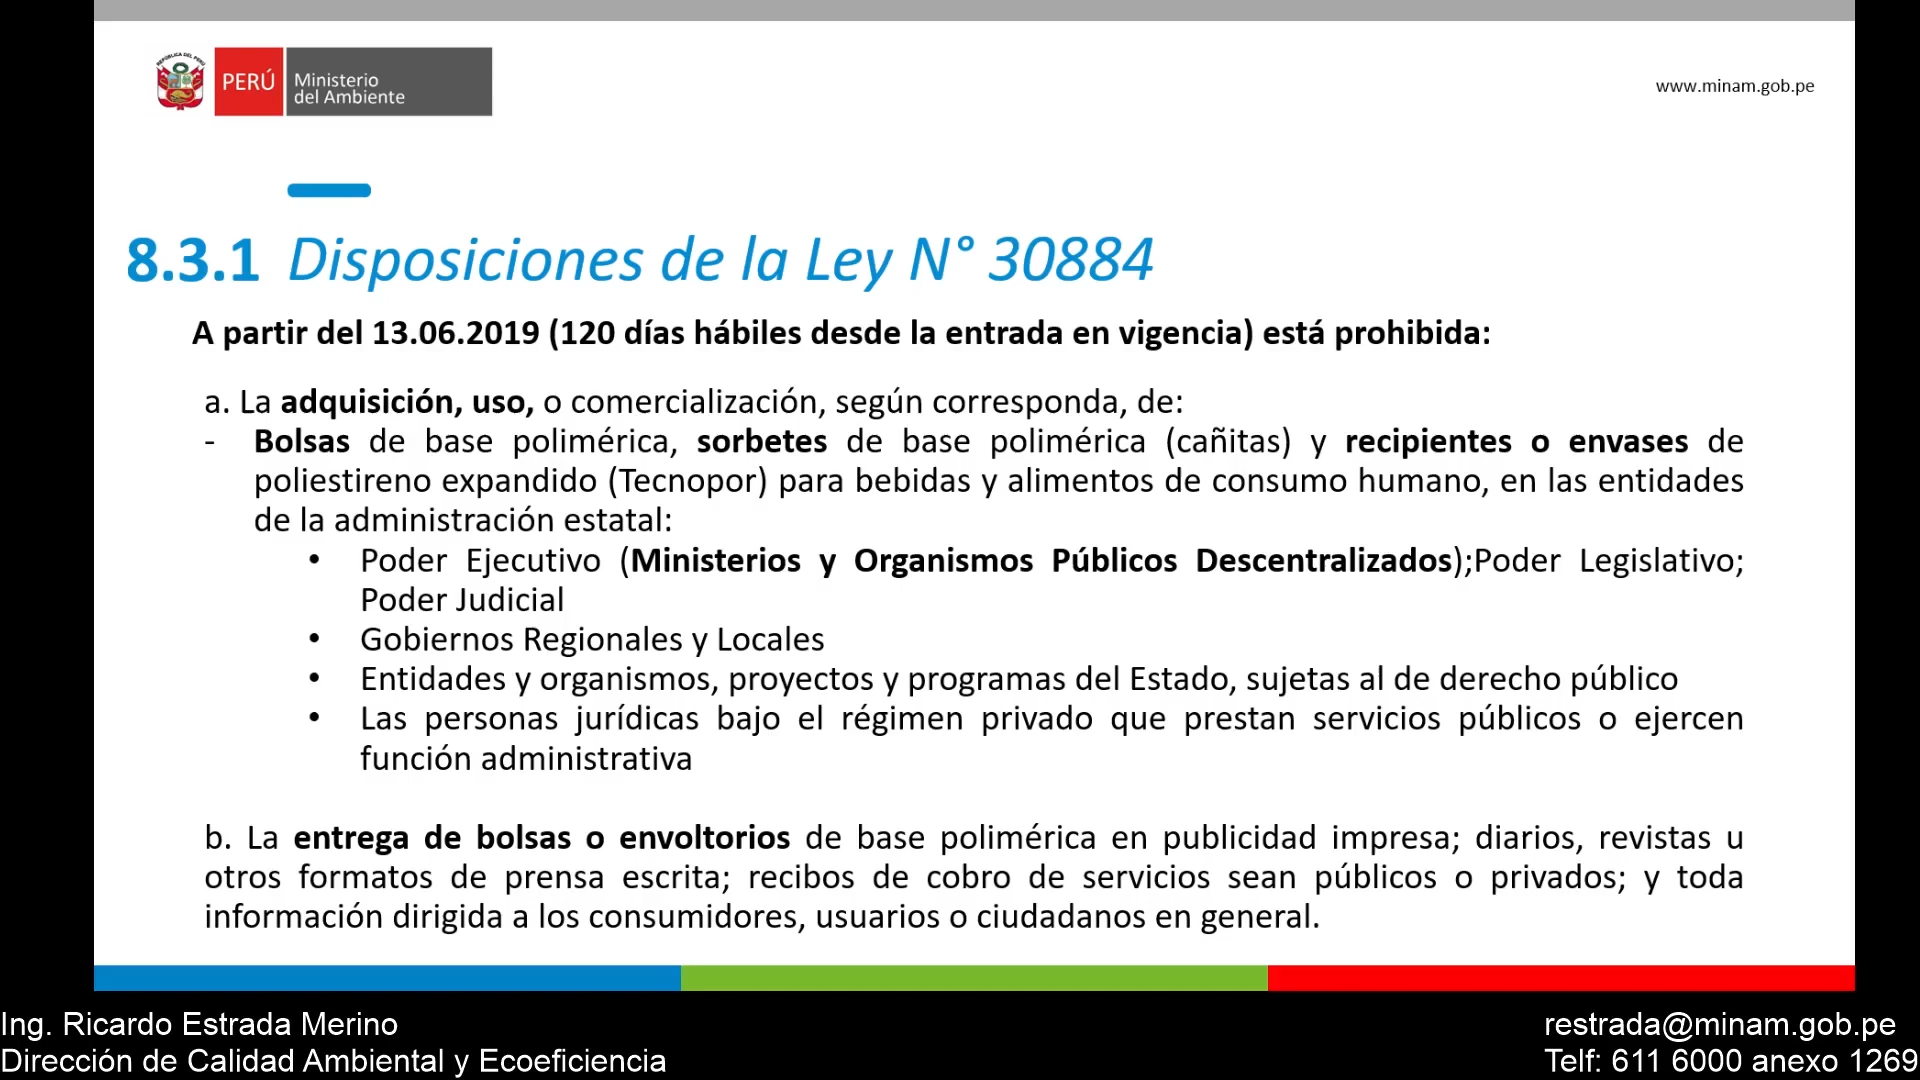 REPÚBLICA DEL PERÚ
PERÚ
Ministerio
del Ambiente
www.minam.gob.pe
8.3.1 Disposiciones de la Ley N° 30884
A partir del 13.06.2019 (120 días hábiles desde la entrada en vigencia) está prohibida:
a. La adquisición, uso, o comercialización, según corresponda, de:
- Bolsas de base polimérica, sorbetes de base polimérica (cañitas) y recipientes o envases de
poliestireno expandido (Tecnopor) para bebidas y alimentos de consumo humano, en las entidades
de la administración estatal:
• Poder Ejecutivo (Ministerios y Organismos Públicos Descentralizados);Poder Legislativo;
Poder Judicial
• Gobiernos Regionales y Locales
• Entidades y organismos, proyectos y programas del Estado, sujetas al de derecho público
• Las personas jurídicas bajo el régimen privado que prestan servicios públicos o ejercen
función administrativa
b. La entrega de bolsas o envoltorios de base polimérica en publicidad impresa; diarios, revistas u
otros formatos de prensa escrita; recibos de cobro de servicios sean públicos o privados; y toda
información dirigida a los consumidores, usuarios o ciudadanos en general.
Ing. Ricardo Estrada Merino
Dirección de Calidad Ambiental y Ecoeficiencia
restrada@minam.gob.pe
Telf: 611 6000 anexo 1269